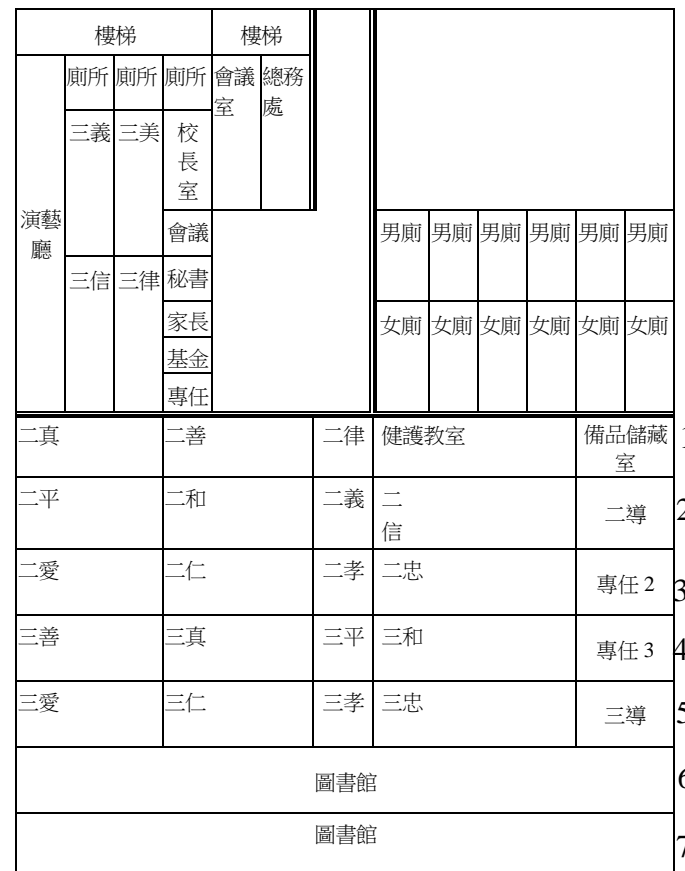 樓梯 樓梯
廁所 廁所 廁所 會議 總務
室 處
三義 三美 校
長
室
演藝
廳
會議 男廁 男廁 男廁 男廁 男廁 男廁
三信 三律 秘書
家長 女廁 女廁 女廁 女廁 女廁 女廁
基金
專任
二真 二善 二律 健護教室 備品儲藏
室
二平 二和 二義 二
信
二導 2
二愛 二仁 二孝 二忠 專任 2 3
三善 三真 三平 三和 專任 3 4
三愛 三仁 三孝 三忠 三導 5
圖書館 6
圖書館 7